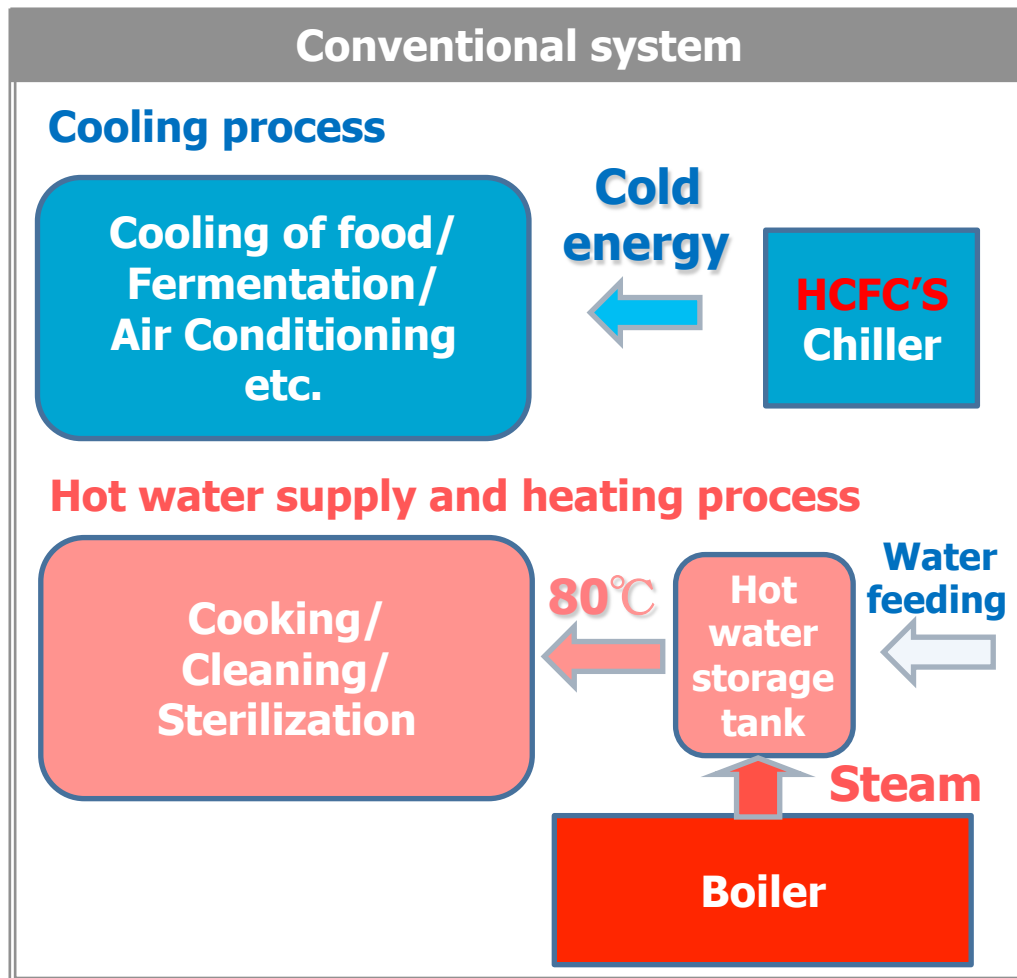 Conventional system
Cooling process
Cooling of food/
Fermentation/
Air Conditioning
etc.
Cold
energy
HCFC'S
Chiller
Hot water supply and heating process
Cooking/
Cleaning/
Sterilization
80℃
Hot
water
storage
tank
Water
feeding
Steam
Boiler